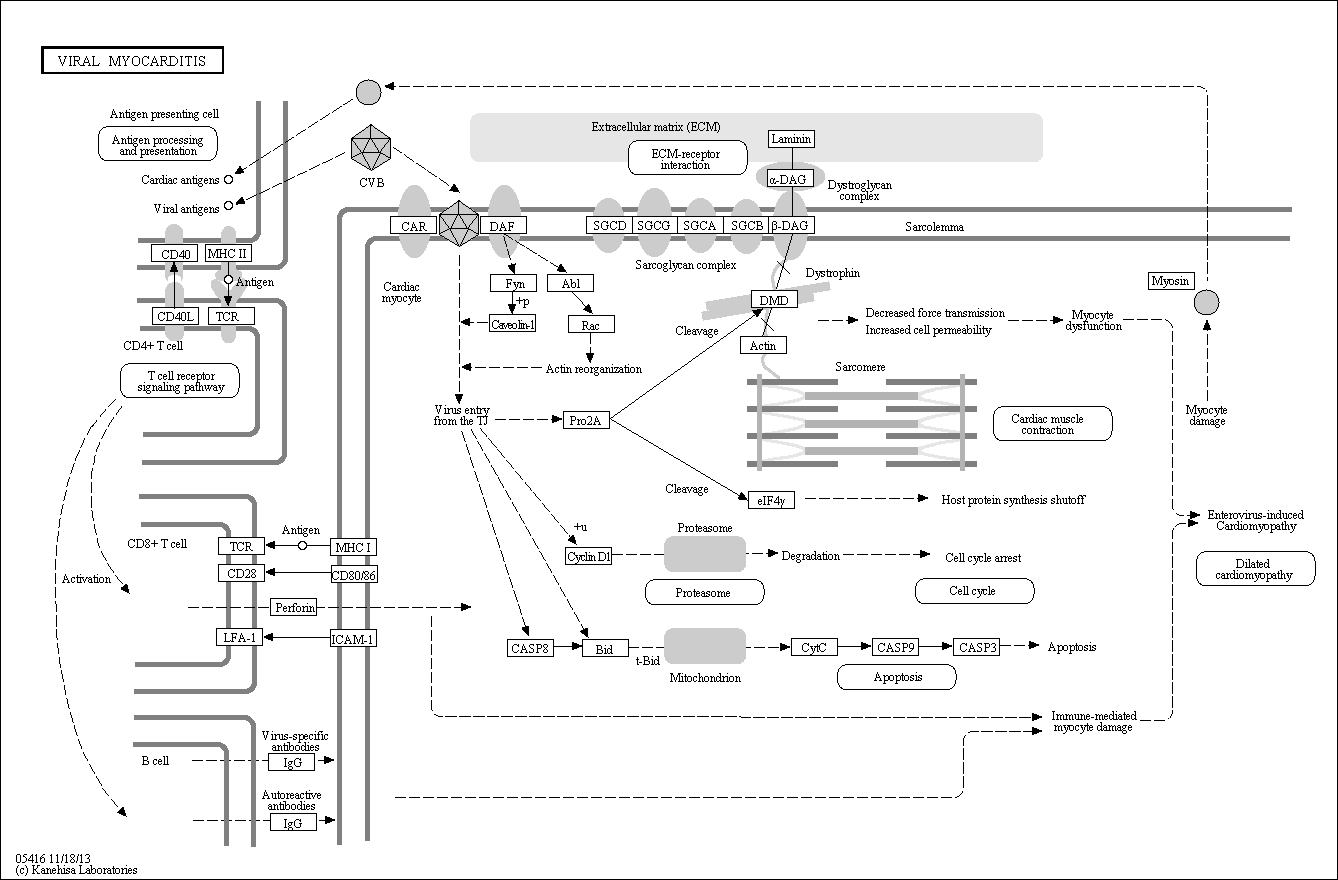 VIRAL MYOCARDITIS
Antigen presenting cell
Antigen processing
and presentation
Cardiac antigens
Viral antigens
CVB
Extracellular matrix (ECM)
ECM-receptor
interaction
Laminin
α-DAG
Dystroglycan
complex
CAR
DAF
SGCD
SGCG
SGCA
SGCB
β-DAG
Sarcolemma
Sarcoglycan complex
CD40
MHC II
Antigen
CD40L
TCR
CD4+ T cell
T cell receptor
signaling pathway
Cardiac
myocyte
Fyn
Abl
+p
Caveolin-1
Rac
Actin reorganization
Dystrophin
DMD
Cleavage
Actin
Decreased force transmission
Increased cell permeability
Myocyte
dysfunction
Myosin
Sarcomere
Virus entry
from the TJ
Pro2A
Cardiac muscle
contraction
Myocyte
damage
Cleavage
eIF4γ
Host protein synthesis shutoff
Enterovirus-induced
Cardiomyopathy
Dilated
cardiomyopathy
CD8+ T cell
TCR
Antigen
MHC I
CD28
CD80/86
Activation
Perforin
LFA-1
ICAM-1
+u
Cyclin D1
Proteasome
Degradation
Cell cycle arrest
Proteasome
Cell cycle
CASP8
Bid
t-Bid
Mitochondrion
CytC
CASP9
CASP3
Apoptosis
Apoptosis
Immune-mediated
myocyte damage
B cell
Virus-specific
antibodies
IgG
Autoreactive
antibodies
IgG
05416 11/18/13
(c) Kanehisa Laboratories